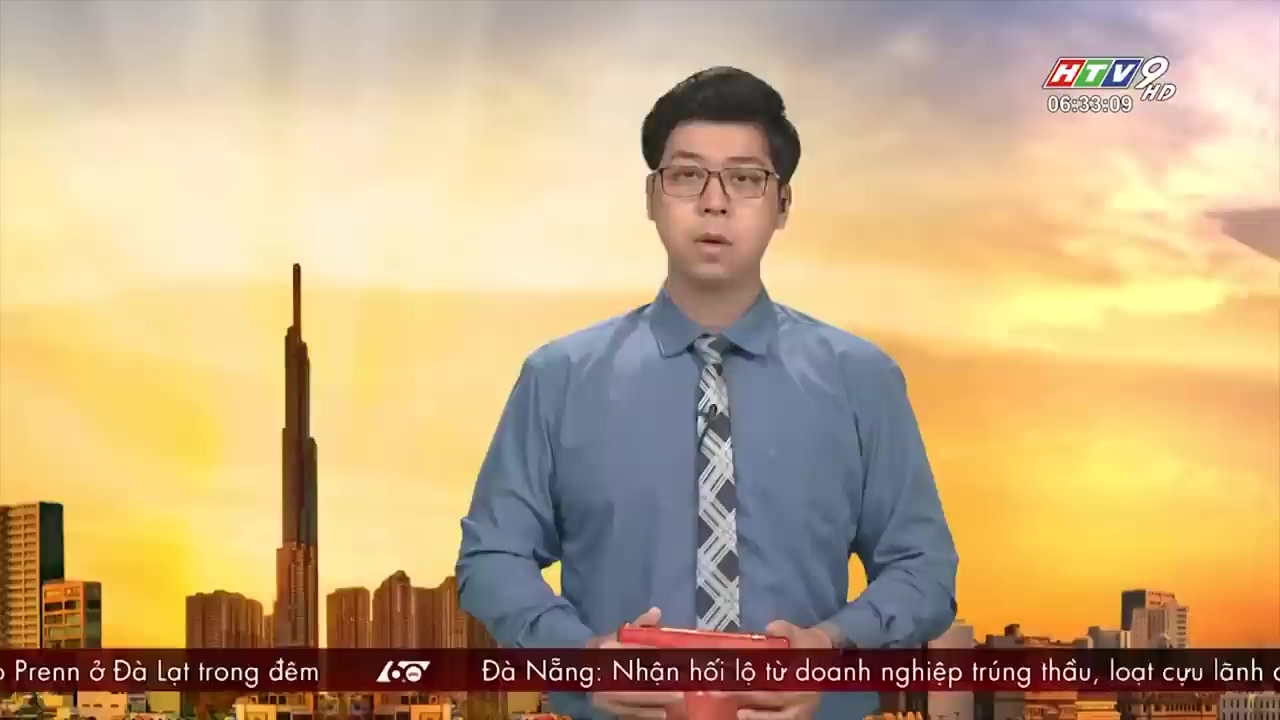 HTV9 HD
06:33:09
Prenn ở Đà Lạt trong đêm
60 Đà Nẵng: Nhận hối lộ từ doanh nghiệp trúng thầu, loạt cựu lãnh